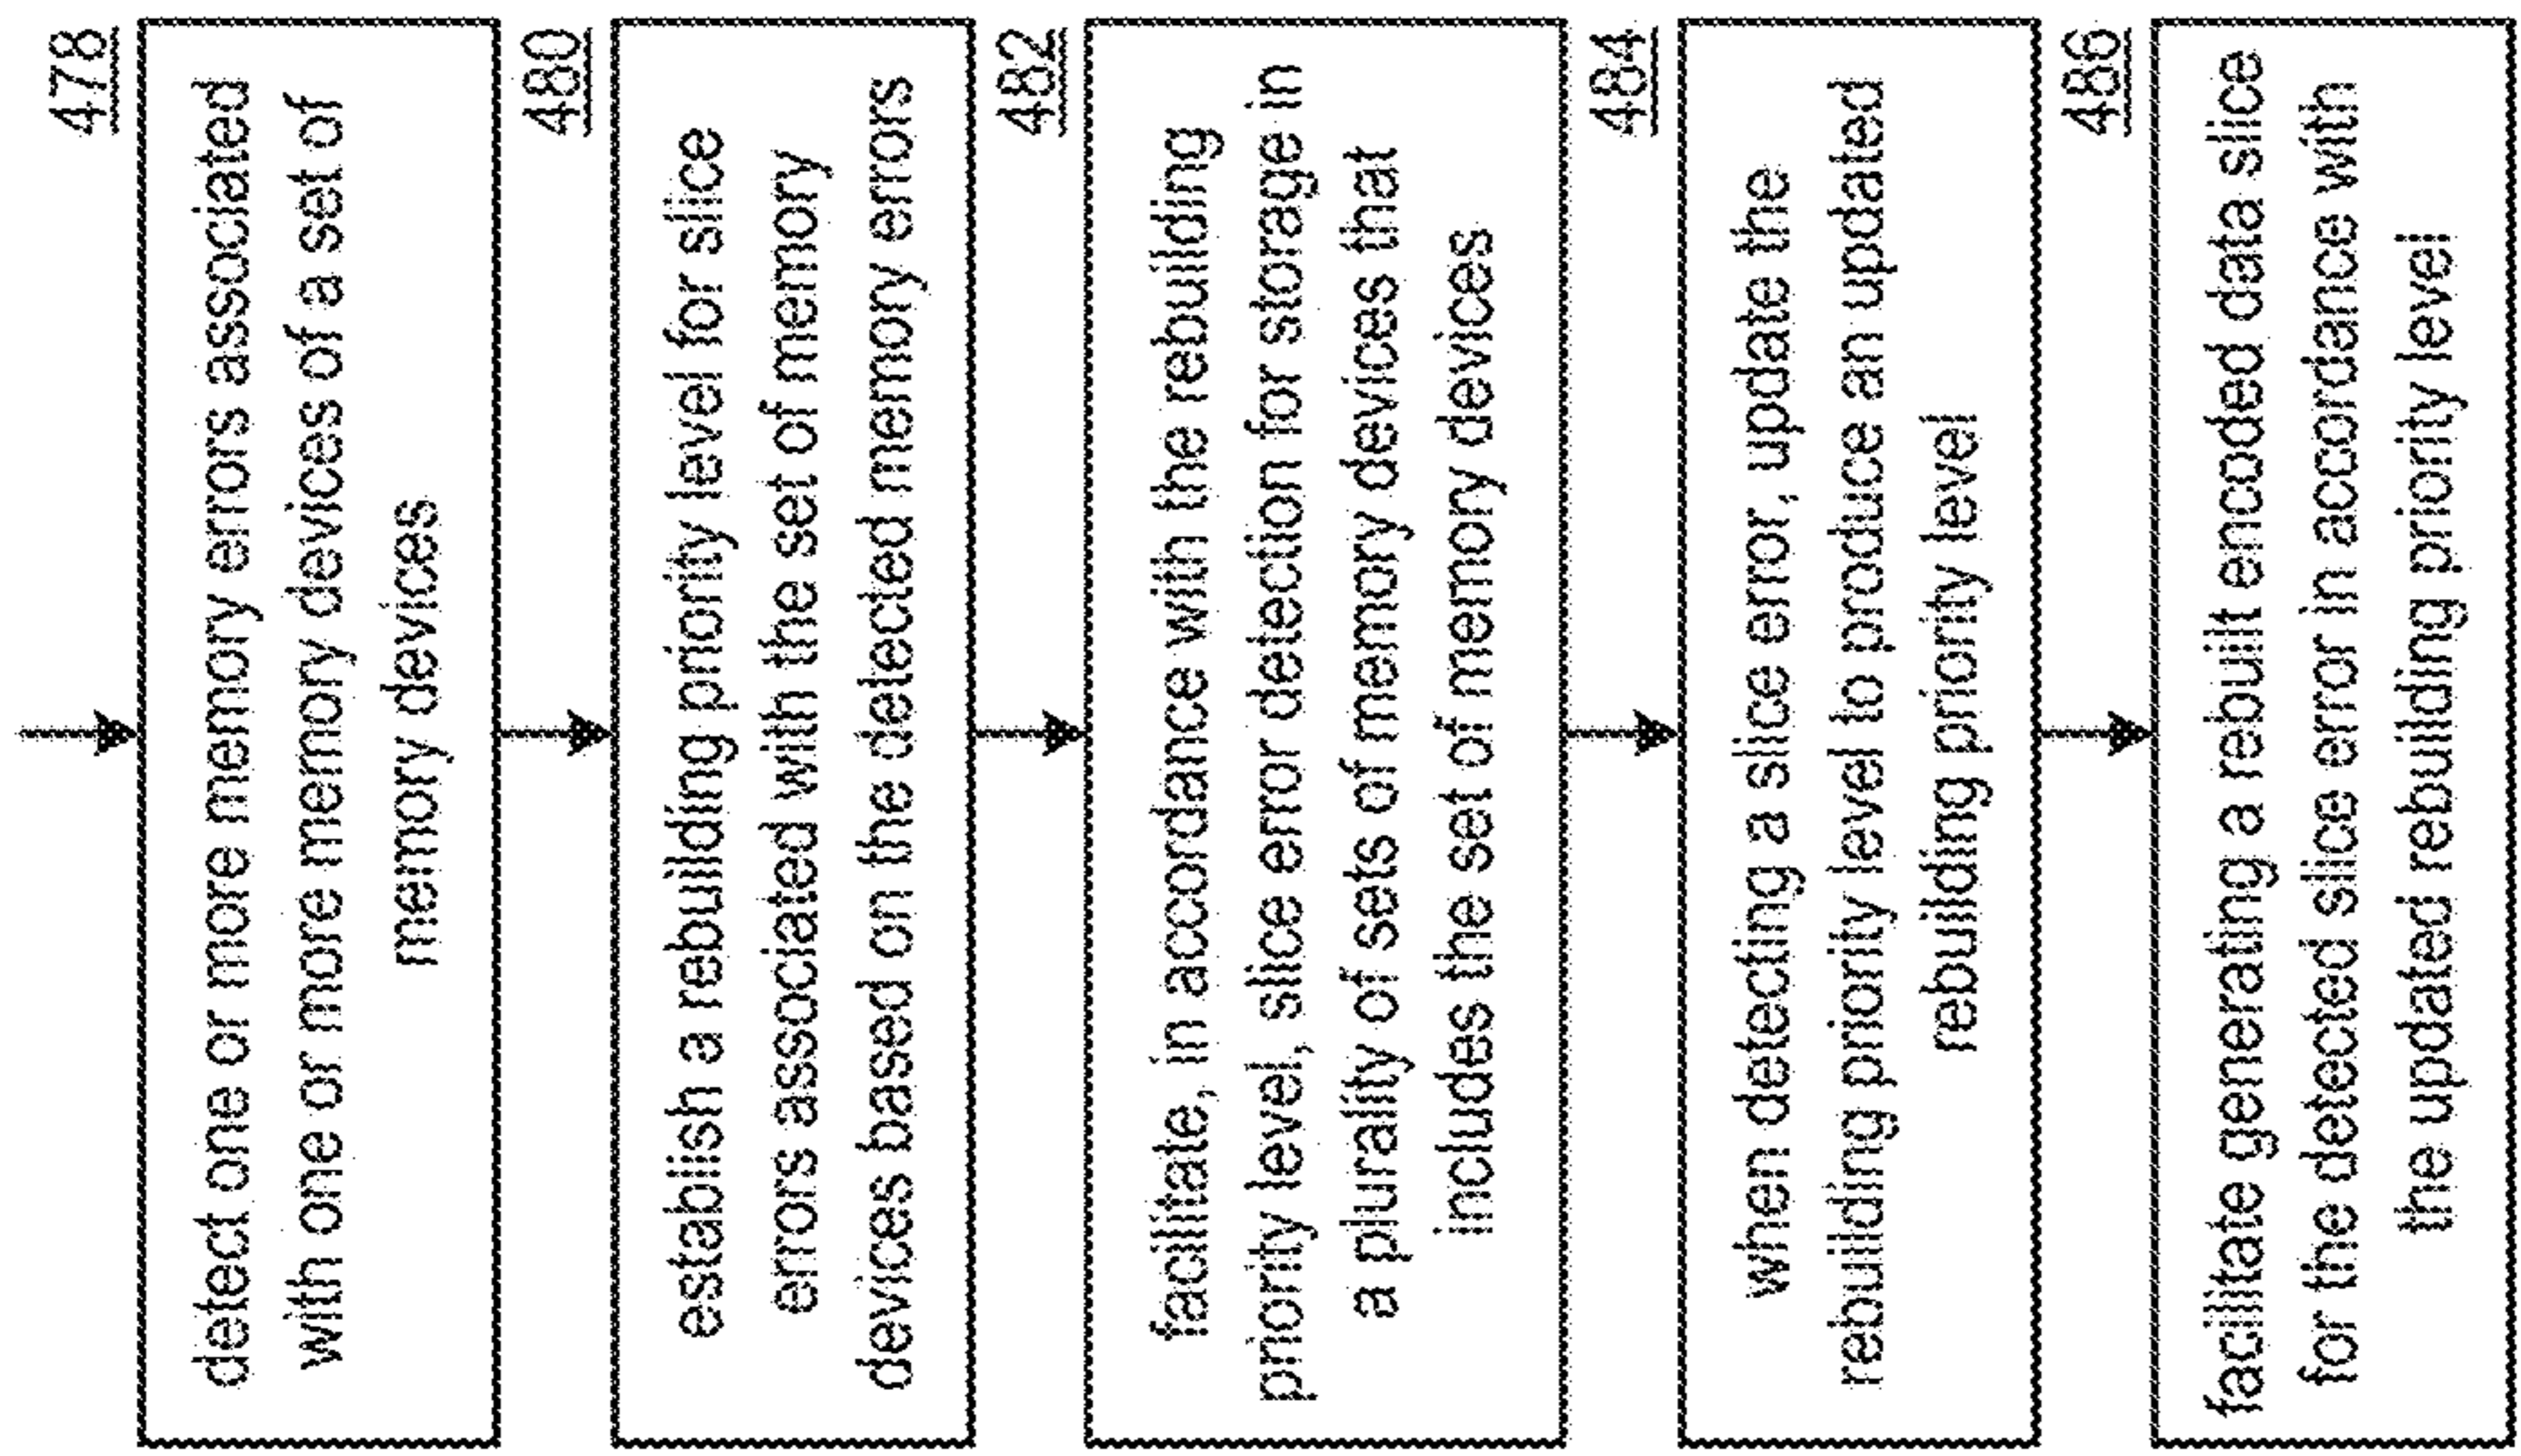 478
detect one or more memory errors associated
with one or more memory devices of a set of
memory devices
480
establish a rebuilding priority level for slice
errors associated with the set of memory
devices based on the detected memory errors
482
facilitate, in accordance with the rebuilding
priority level, slice error detection for storage in
a plurality of sets of memory devices that
includes the set of memory devices
484
when detecting a slice error, update the
rebuilding priority level to produce an updated
rebuilding priority level
486
facilitate generating a rebuilt encoded data slice
for the detected slice error in accordance with
the updated rebuilding priority level